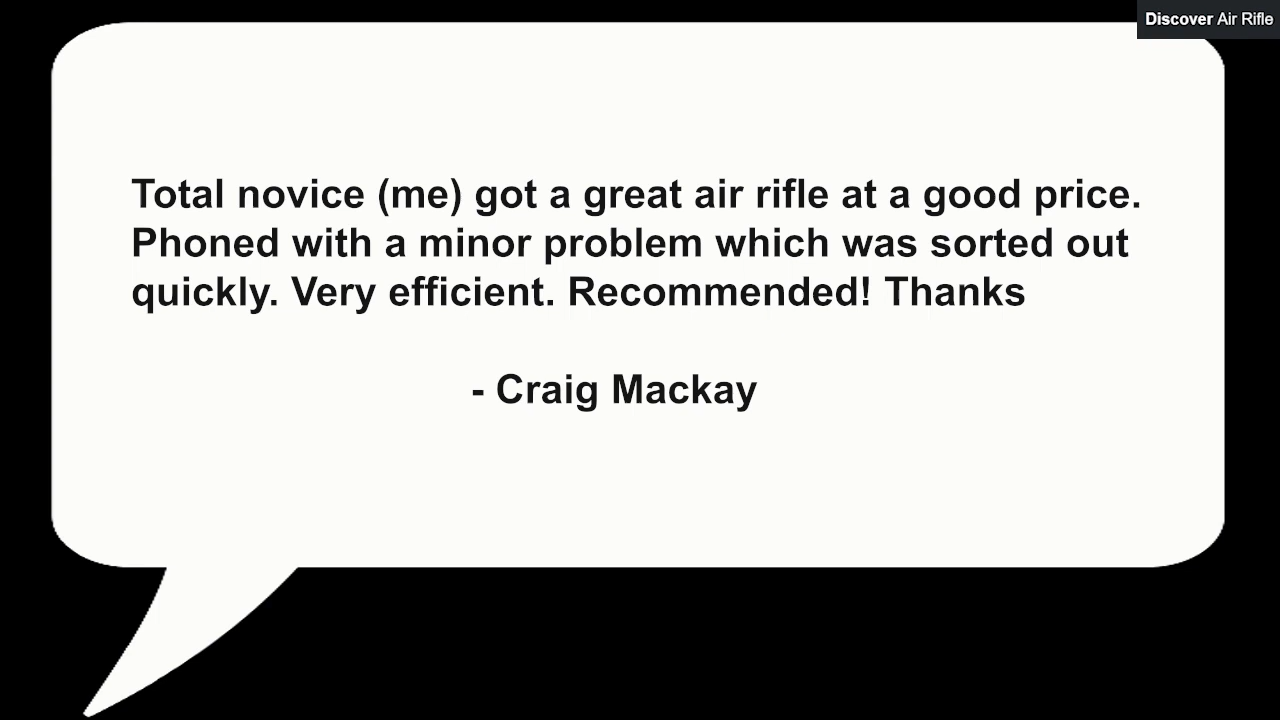 Discover Air Rifle
Total novice (me) got a great air rifle at a good price.
Phoned with a minor problem which was sorted out
quickly. Very efficient. Recommended! Thanks
- Craig Mackay